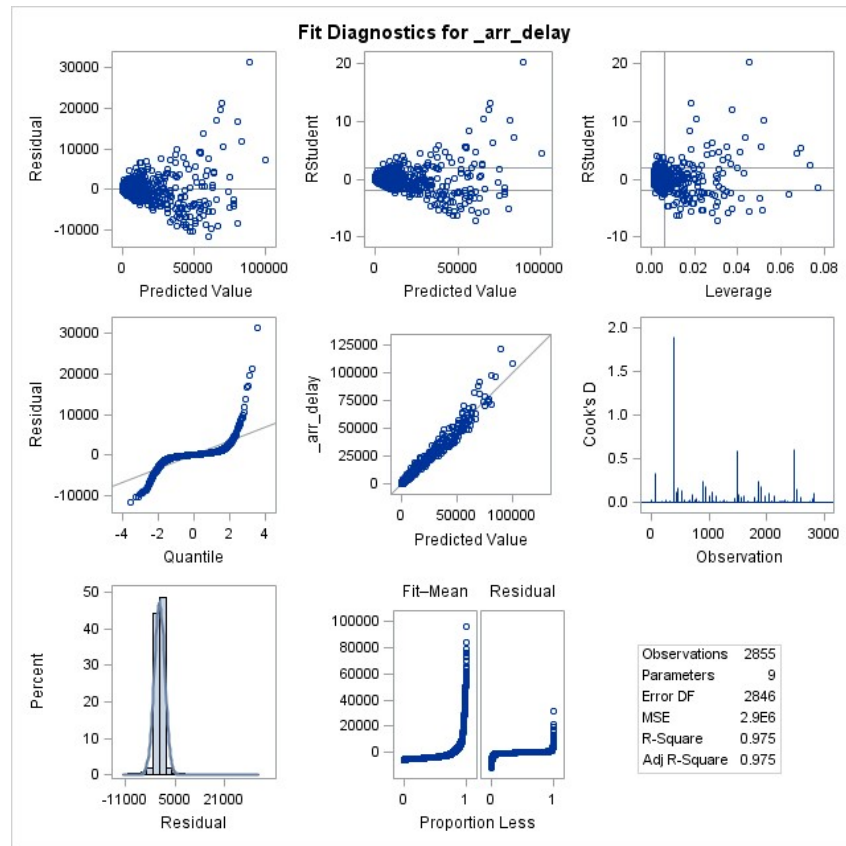 Fit Diagnostics for _arr_delay
30000
20000
10000
0
-10000
Residual
0 50000 100000
Predicted Value
20
10
0
-10
RStudent
0 50000 100000
Predicted Value
20
10
0
-10
RStudent
0.00 0.02 0.04 0.06 0.08
Leverage
30000
20000
10000
0
-10000
Residual
-4 -2 0 2 4
Quantile
125000
100000
75000
50000
25000
0
_arr_delay
0 50000 100000
Predicted Value
2.0
1.5
1.0
0.5
0.0
Cook's D
0 1000 2000 3000
Observation
50
40
30
20
10
0
Percent
-11000 5000 21000
Residual
Fit–Mean Residual
100000
80000
60000
40000
20000
0
0 1 0 1
Proportion Less
Observations 2855
Parameters 9
Error DF 2846
MSE 2.9E6
R-Square 0.975
Adj R-Square 0.975